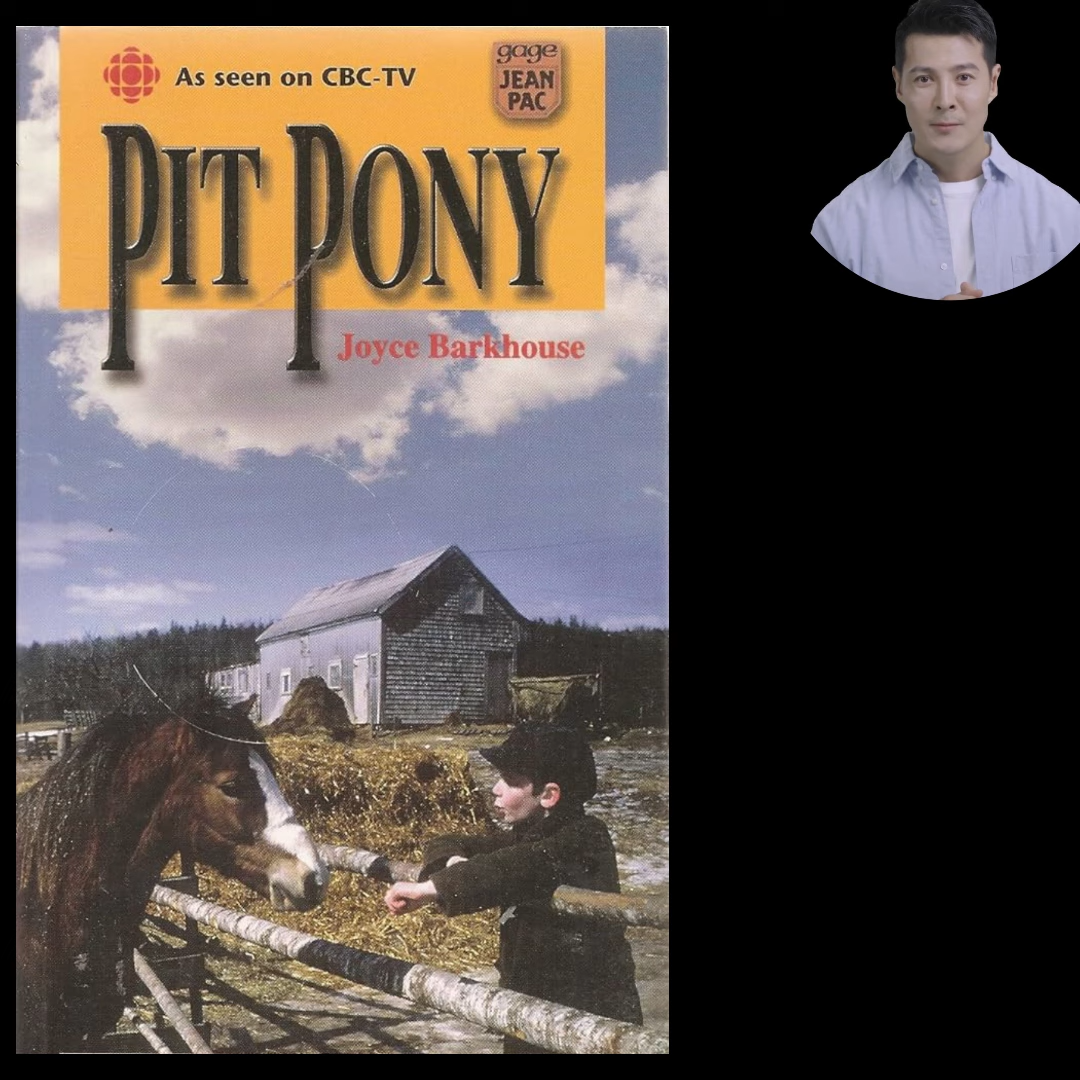 As seen on CBC-TV
gage
JEAN
PAC
PIT PONY
Joyce Barkhouse